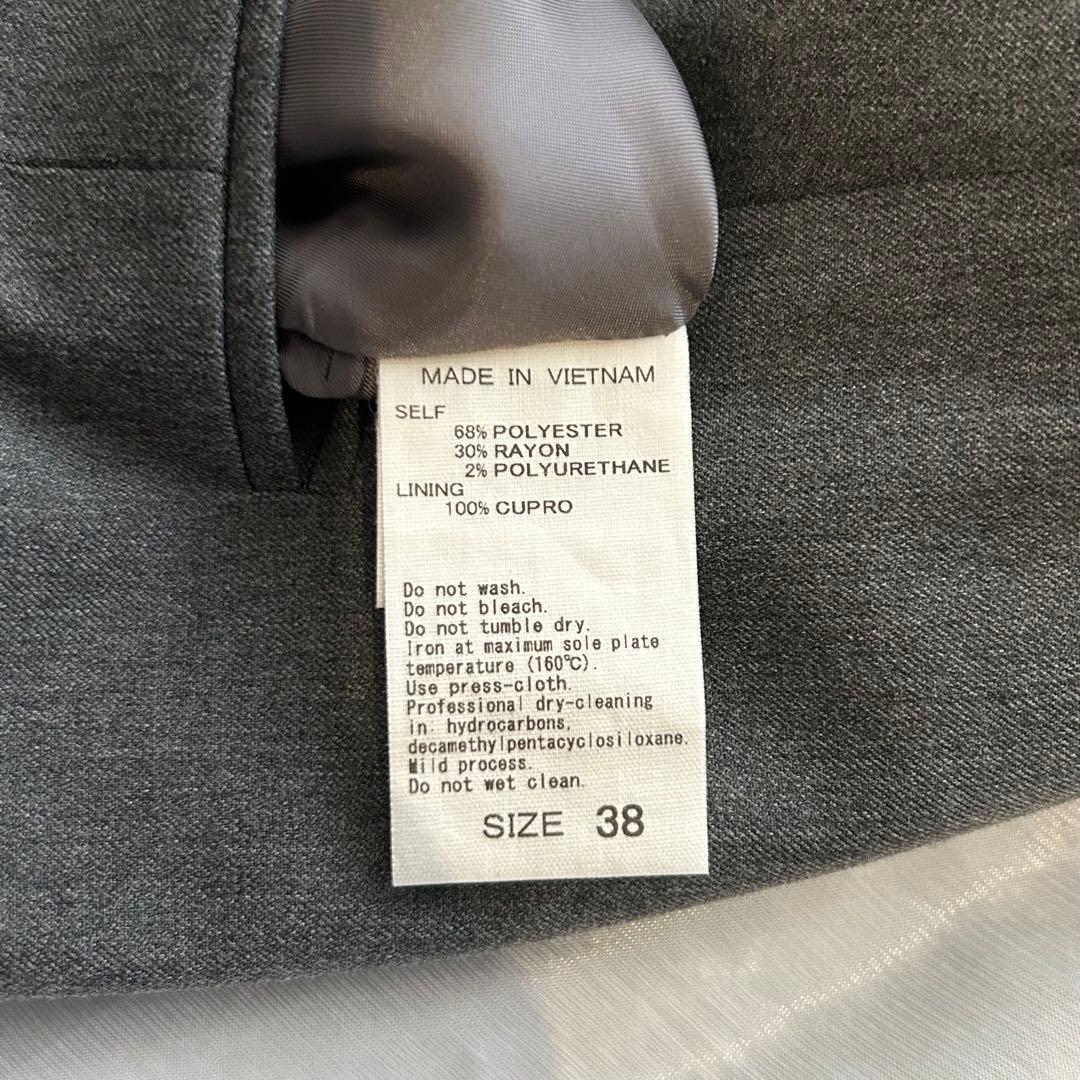 MADE IN VIETNAM
SELF
68% POLYESTER
30% RAYON
2% POLYURETHANE
LINING
100% CUPRO
Do not wash.
Do not bleach.
Do not tumble dry.
Iron at maximum sole plate
temperature (160℃).
Use press-cloth.
Professional dry-cleaning
in: hydrocarbons,
decamethylpentacyclosiloxane.
Mild process.
Do not wet clean.
SIZE 38